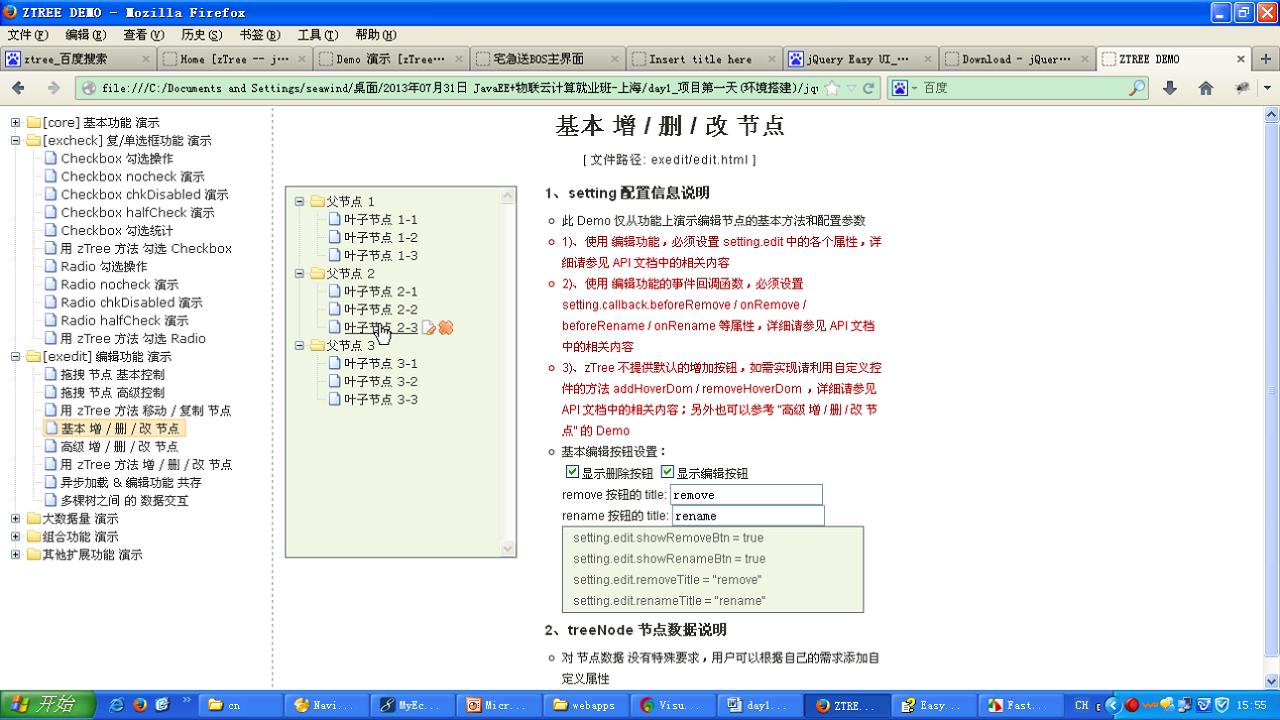 ZTREE DEMO - Mozilla Firefox
文件(F) 编辑(E) 查看(V) 历史(S) 书签(B) 工具(T) 帮助(H)
ztree_百度搜索 Home [zTree -- j... Demo 演示 [zTree... 宅急送BOS主界面 Insert title here jQuery Easy UI_... Download - jQuer... ZTREE DEMO
file:///C:/Documents and Settings/seawind/桌面/2013年07月31日 JavaEE+物联云计算就业班-上海/day1_项目第一天(环境搭建)/jq 百度
[core] 基本功能 演示
[excheck] 复/单选框功能 演示
Checkbox 勾选操作
Checkbox nocheck 演示
Checkbox chkDisabled 演示
Checkbox halfCheck 演示
Checkbox 勾选统计
用 zTree 方法 勾选 Checkbox
Radio 勾选操作
Radio nocheck 演示
Radio chkDisabled 演示
Radio halfCheck 演示
用 zTree 方法 勾选 Radio
[exedit] 编辑功能 演示
拖拽 节点 基本控制
拖拽 节点 高级控制
用 zTree 方法 移动 / 复制 节点
基本 增 / 删 / 改 节点
高级 增 / 删 / 改 节点
用 zTree 方法 增 / 删 / 改 节点
异步加载 & 编辑功能 共存
多棵树之间 的 数据交互
大数据量 演示
组合功能 演示
其他扩展功能 演示
基本 增 / 删 / 改 节点
[ 文件路径: exedit/edit.html ]
父节点 1
叶子节点 1-1
叶子节点 1-2
叶子节点 1-3
父节点 2
叶子节点 2-1
叶子节点 2-2
叶子节点 2-3
父节点 3
叶子节点 3-1
叶子节点 3-2
叶子节点 3-3
1、setting 配置信息说明
此 Demo 仅从功能上演示编辑节点的基本方法和配置参数
1)、使用 编辑功能，必须设置 setting.edit 中的各个属性，详
细请参见 API 文档中的相关内容
2)、使用 编辑功能的事件回调函数，必须设置
setting.callback.beforeRemove / onRemove /
beforeRename / onRename 等属性，详细请参见 API 文档
中的相关内容
3)、zTree 不提供默认的增加按钮，如需实现请利用自定义控
件的方法 addHoverDom / removeHoverDom ，详细请参见
API 文档中的相关内容；另外也可以参考 "高级 增 / 删 / 改 节
点" 的 Demo
基本编辑按钮设置：
显示删除按钮 显示编辑按钮
remove 按钮的 title: remove
rename 按钮的 title: rename
setting.edit.showRemoveBtn = true
setting.edit.showRenameBtn = true
setting.edit.removeTitle = "remove"
setting.edit.renameTitle = "rename"
2、treeNode 节点数据说明
对 节点数据 没有特殊要求，用户可以根据自己的需求添加自
定义属性
开始 cn Navi... MyEc... Micr... webapps Visu... day1... ZTRE... Easy... Fast... CH 15:55